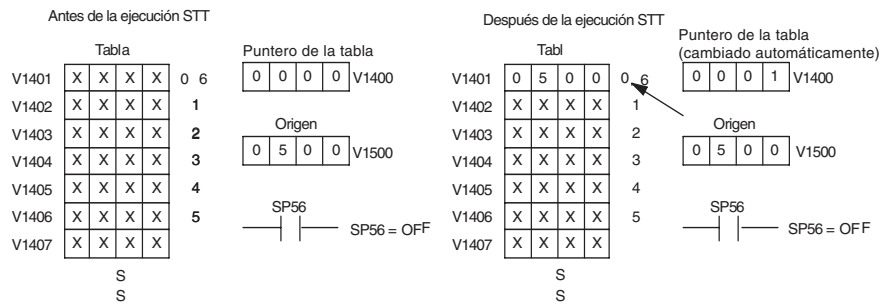 Antes de la ejecución STT
Tabla
Puntero de la tabla
V1401 X X X X 0 6
0 0 0 0 V1400
V1402 X X X X 1
V1403 X X X X 2
Origen
V1404 X X X X 3
0 5 0 0 V1500
V1405 X X X X 4
V1406 X X X X 5
SP56
V1407 X X X X
SP56 = OFF
S
S
Después de la ejecución STT
Tabl
Puntero de la tabla
(cambiado automáticamente)
V1401 0 5 0 0 0 6
0 0 0 1 V1400
V1402 X X X X 1
V1403 X X X X 2
Origen
V1404 X X X X 3
0 5 0 0 V1500
V1405 X X X X 4
V1406 X X X X 5
SP56
V1407 X X X X
SP56 = OFF
S
S